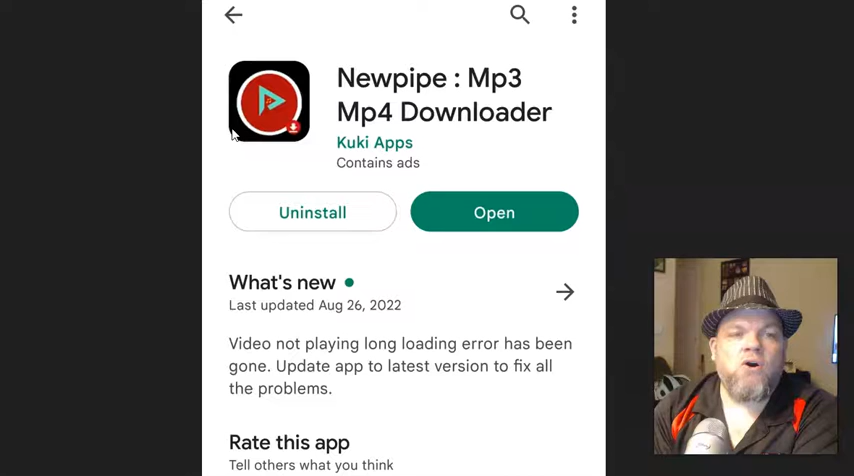 Newpipe : Mp3
Mp4 Downloader
Kuki Apps
Contains ads
Uninstall
Open
What's new
Last updated Aug 26, 2022
Video not playing long loading error has been
gone. Update app to latest version to fix all
the problems.
Rate this app
Tell others what you think